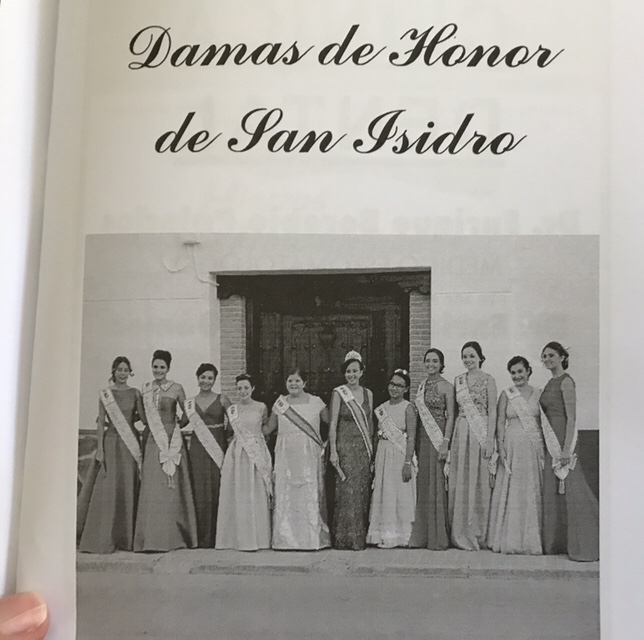 Damas de Honor
de San Isidro